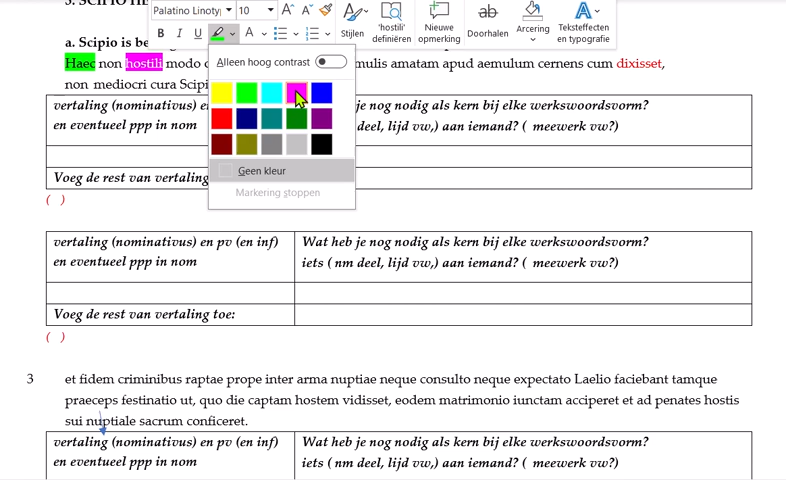 Palatino Linoty 10 A A
B I U A Stijlen 'hostili' definiëren Nieuwe opmerking Doorhalen Arcering Teksteffecten en typografie
a. Scipio is be
Haec non hostili modo mulis amatam apud aemulum cernens cum dixisset,
non mediocri cura Scipi
Alleen hoog contrast
Geen kleur
Markering stoppen
vertaling (nominativus) e je nog nodig als kern bij elke werkswoordsvorm?
en eventueel ppp in nom deel, lijd vw,) aan iemand? ( meewerk vw?)
Voeg de rest van vertaling
( )
vertaling (nominativus) en pv (en inf) Wat heb je nog nodig als kern bij elke werkswoordsvorm?
en eventueel ppp in nom iets ( nm deel, lijd vw,) aan iemand? ( meewerk vw?)
Voeg de rest van vertaling toe:
( )
3 et fidem criminibus raptae prope inter arma nuptiae neque consulto neque expectato Laelio faciebant tamque
praeceps festinatio ut, quo die captam hostem vidisset, eodem matrimonio iunctam acciperet et ad penates hostis
sui nuptiale sacrum conficeret.
vertaling (nominativus) en pv (en inf) Wat heb je nog nodig als kern bij elke werkswoordsvorm?
en eventueel ppp in nom iets ( nm deel, lijd vw,) aan iemand? ( meewerk vw?)